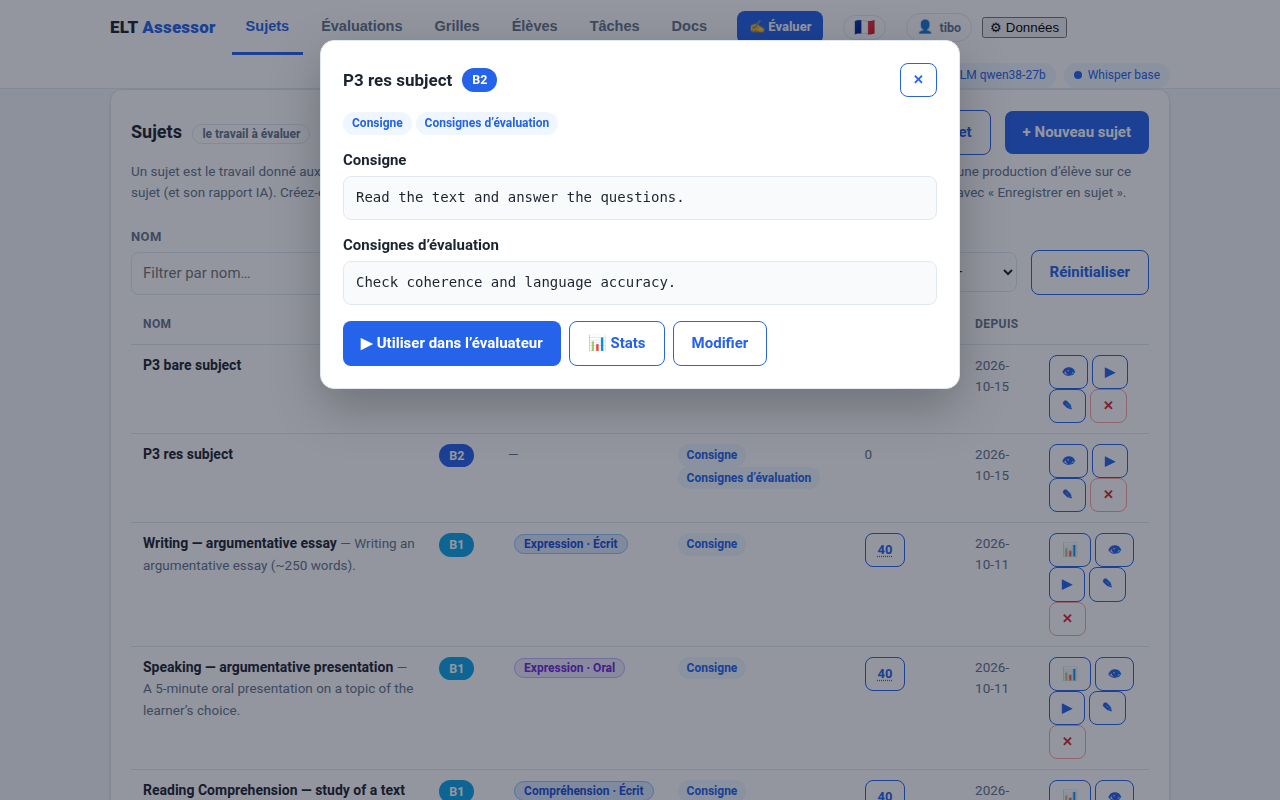 ELT Assessor Sujets Évaluations Grilles Élèves Tâches Docs ✍ Évaluer 👤 tibo ⚙ Données
LM qwen38-27b Whisper base
P3 res subject B2 ✕
Consigne Consignes d’évaluation
Consigne
Read the text and answer the questions.
Consignes d’évaluation
Check coherence and language accuracy.
▶ Utiliser dans l’évaluateur 📊 Stats Modifier
Sujets le travail à évaluer et + Nouveau sujet
Un sujet est le travail donné aux une production d’élève sur ce
sujet (et son rapport IA). Créez- avec « Enregistrer en sujet ».
NOM
Filtrer par nom… Réinitialiser
NOM DEPUIS
P3 bare subject 2026-
10-15
P3 res subject B2 — Consigne 0 2026-
Consignes d’évaluation 10-15
Writing — argumentative essay — Writing an B1 Expression · Écrit Consigne 40 2026-
argumentative essay (~250 words). 10-11
Speaking — argumentative presentation — B1 Expression · Oral Consigne 40 2026-
A 5-minute oral presentation on a topic of the 10-11
learner’s choice.
Reading Comprehension — study of a text B1 Compréhension · Écrit Consigne 40 2026-